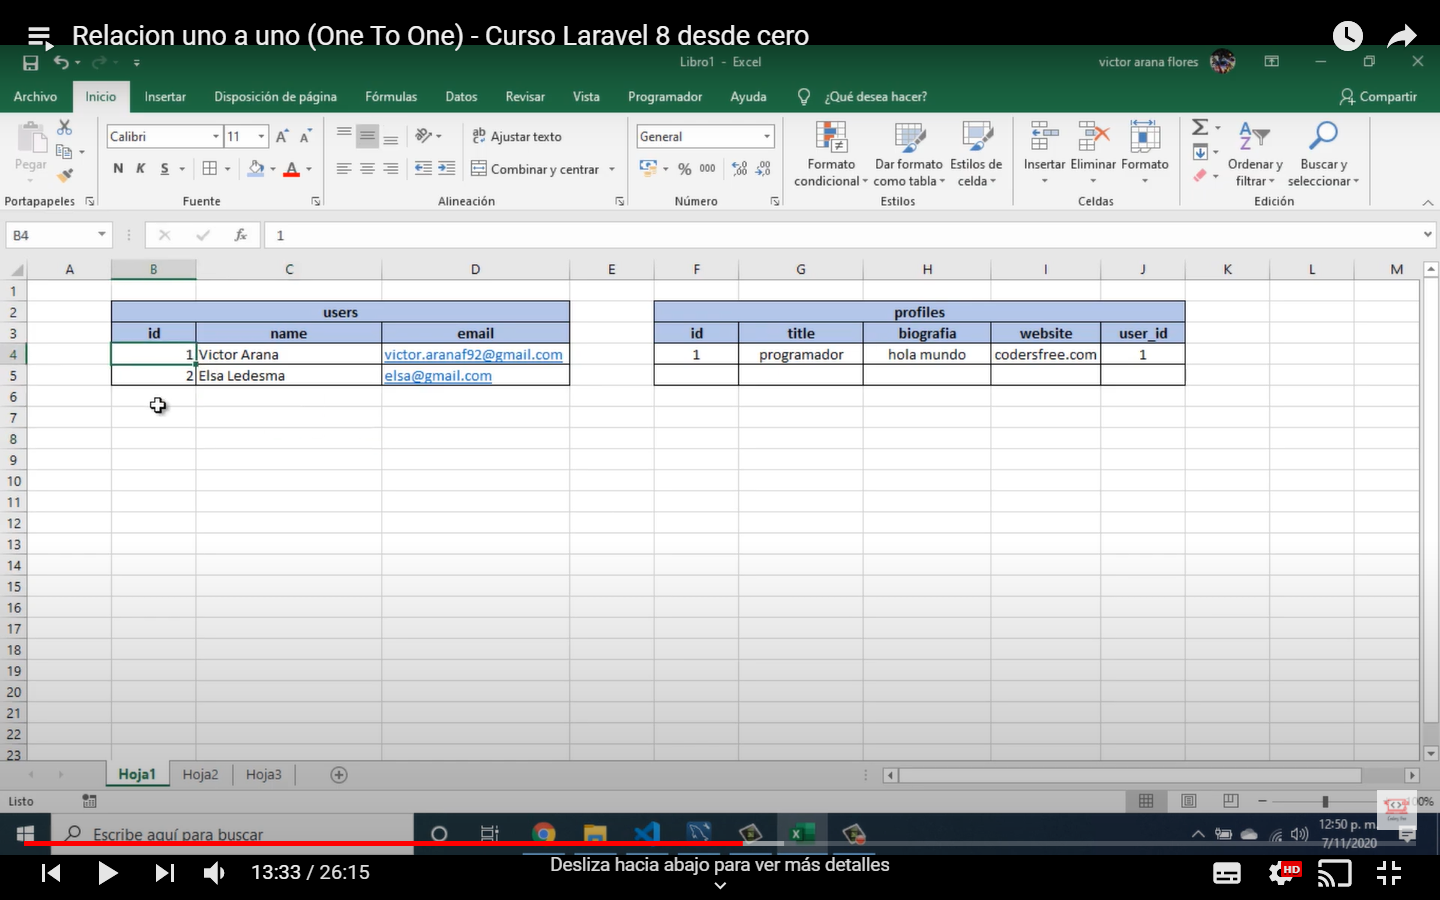 Relacion uno a uno (One To One) - Curso Laravel 8 desde cero
Libro1 - Excel
victor arana flores
Archivo Inicio Insertar Disposición de página Fórmulas Datos Revisar Vista Programador Ayuda ¿Qué desea hacer? Compartir
Pegar
Calibri 11
Ajustar texto
General
Formato condicional
Dar formato como tabla
Estilos de celda
Insertar Eliminar Formato
Ordenar y filtrar
Buscar y seleccionar
N K S
Combinar y centrar
% 000
Portapapeles Fuente Alineación Número Estilos Celdas Edición
B4 fx 1
A B C D E F G H I J K L M
1
2 users profiles
3 id name email id title biografia website user_id
4 1 Victor Arana victor.aranaf92@gmail.com 1 programador hola mundo codersfree.com 1
5 2 Elsa Ledesma elsa@gmail.com
6
7
8
9
10
11
12
13
14
15
16
17
18
19
20
21
22
23
Hoja1 Hoja2 Hoja3
Listo
Escribe aquí para buscar
12:50 p. m.
7/11/2020
13:33 / 26:15
Desliza hacia abajo para ver más detalles
HD